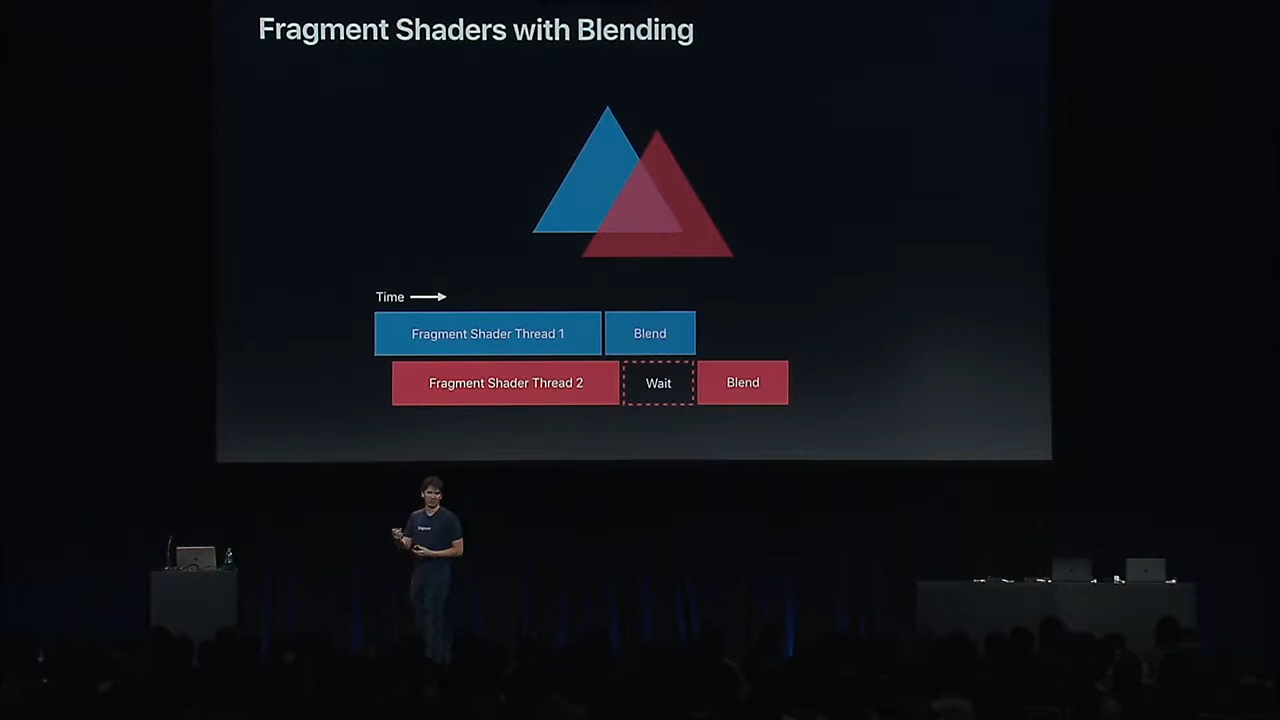 Fragment Shaders with Blending
Time
Fragment Shader Thread 1
Blend
Fragment Shader Thread 2
Wait
Blend